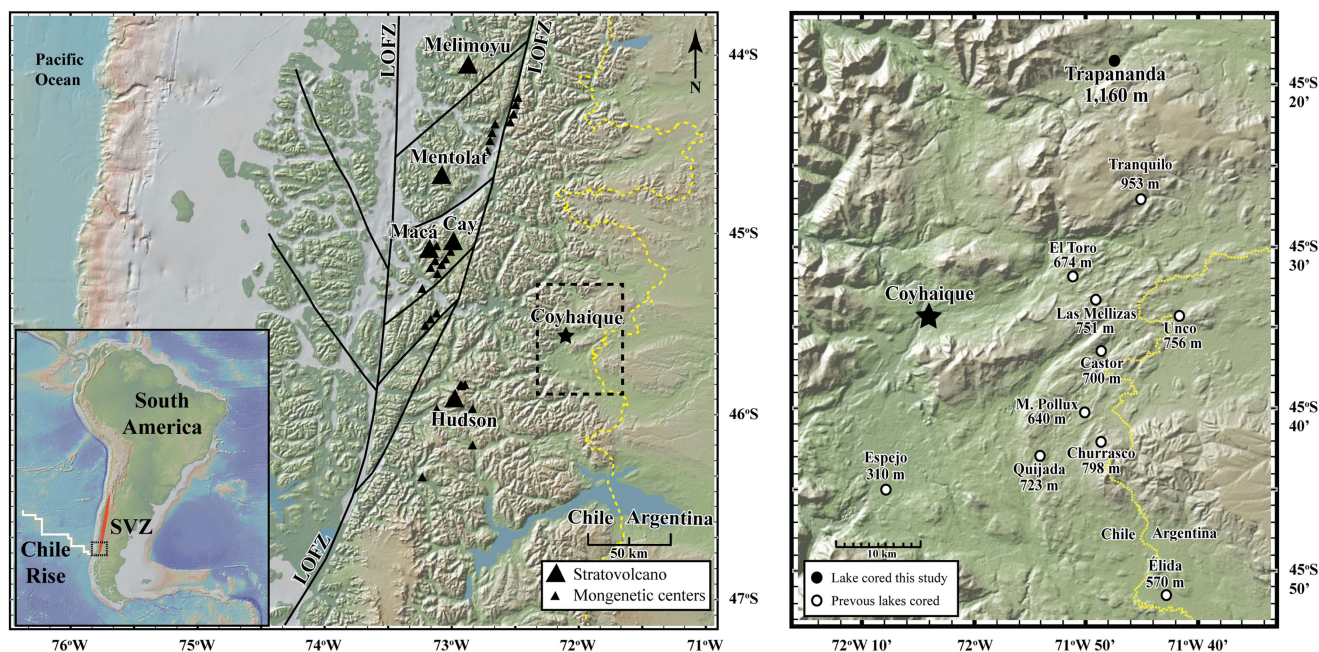 Pacific
Ocean
LOFZ
LOFZ
Melimoyu
N
44°S
Mentolat
Cay
Macá
45°S
Coyhaique
Hudson
46°S
Chile Argentina
50 km
LOFZ
Stratovolcano
Mongenetic centers
47°S
South
America
SVZ
Chile
Rise
76°W
75°W
74°W
73°W
72°W
71°W
Trapananda
1,160 m
45°S
20'
Tranquilo
953 m
El Toro
674 m
45°S
30'
Coyhaique
Las Mellizas
751 m
Unco
756 m
Castor
700 m
M. Pollux
640 m
45°S
40'
Churrasco
798 m
Quijada
723 m
Espejo
310 m
Chile Argentina
10 km
Élida
570 m
45°S
50'
Lake cored this study
Prevous lakes cored
72°W 10'
72°W
71°W 50'
71°W 40'